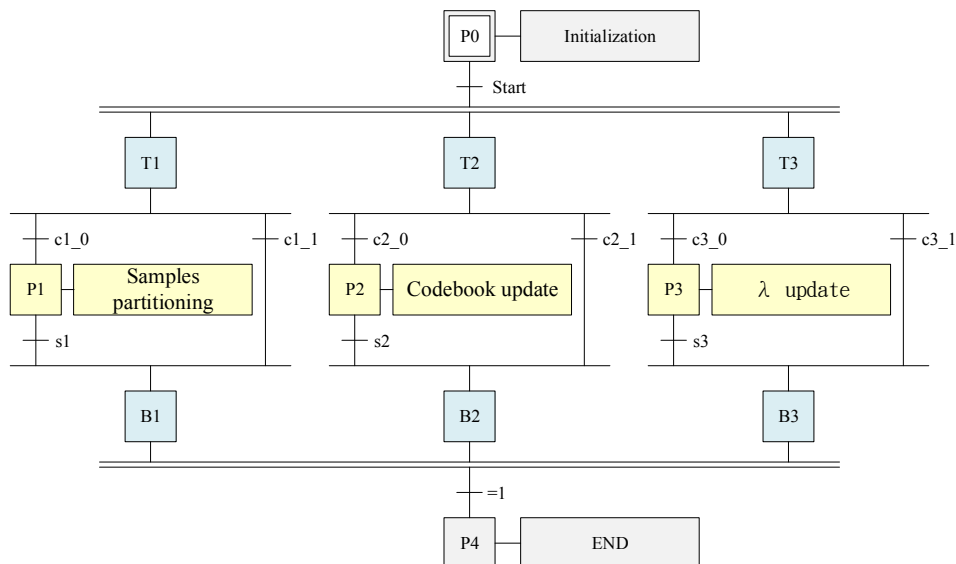 P0
Initialization
Start
T1
T2
T3
c1_0
c1_1
c2_0
c2_1
c3_0
c3_1
P1
Samples
partitioning
P2
Codebook update
P3
λ update
s1
s2
s3
B1
B2
B3
=1
P4
END